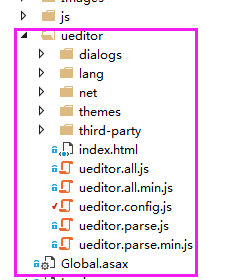 js
ueditor
dialogs
lang
net
themes
third-party
index.html
ueditor.all.js
ueditor.all.min.js
ueditor.config.js
ueditor.parse.js
ueditor.parse.min.js
Global.asax